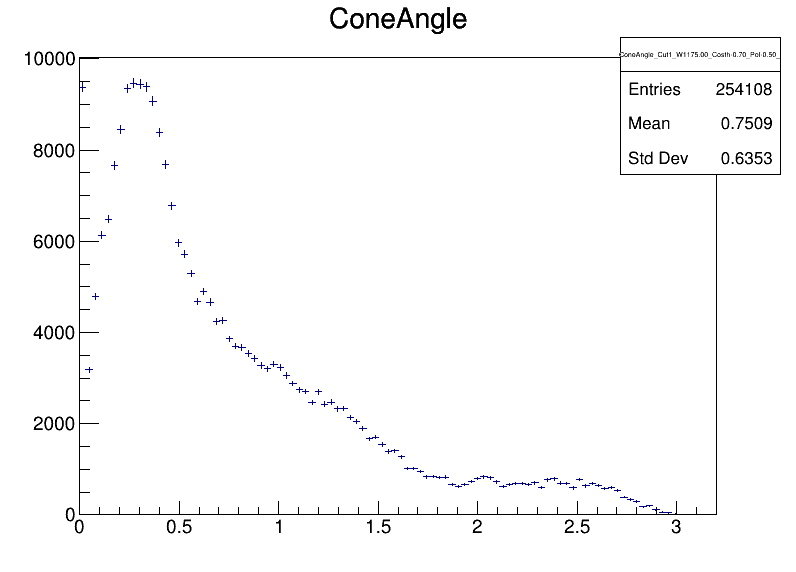 ConeAngle
ConeAngle_Cut1_W1175.00_Costh-0.70_Pol-0.50_
Entries 254108
Mean 0.7509
Std Dev 0.6353
10000
8000
6000
4000
2000
0
0 0.5 1 1.5 2 2.5 3